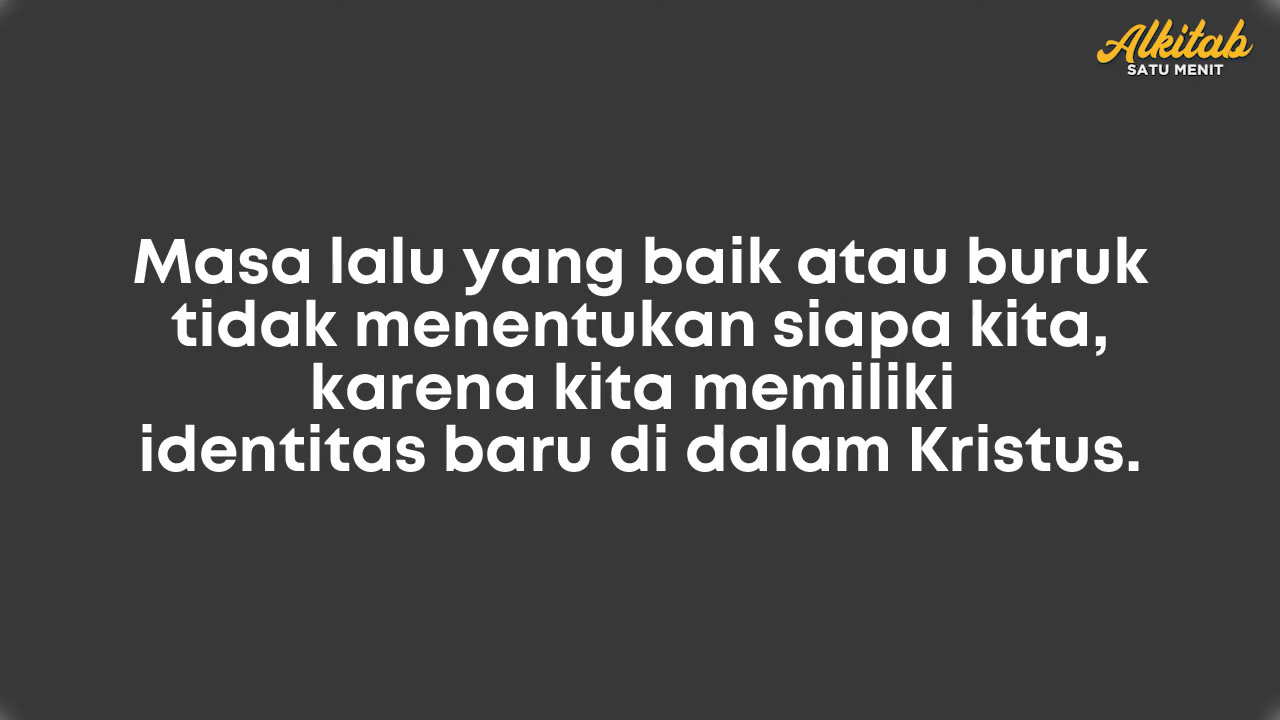 Alkitab
SATU MENIT
Masa lalu yang baik atau buruk
tidak menentukan siapa kita,
karena kita memiliki
identitas baru di dalam Kristus.